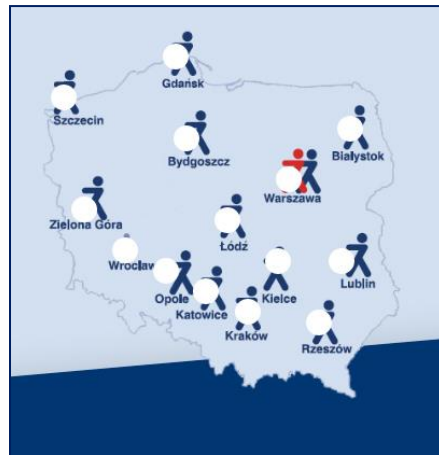 Gdańsk
Szczecin
Białystok
Bydgoszcz
Warszawa
Zielona Góra
Łódź
Wrocław
Lublin
Opole
Kielce
Katowice
Kraków
Rzeszów